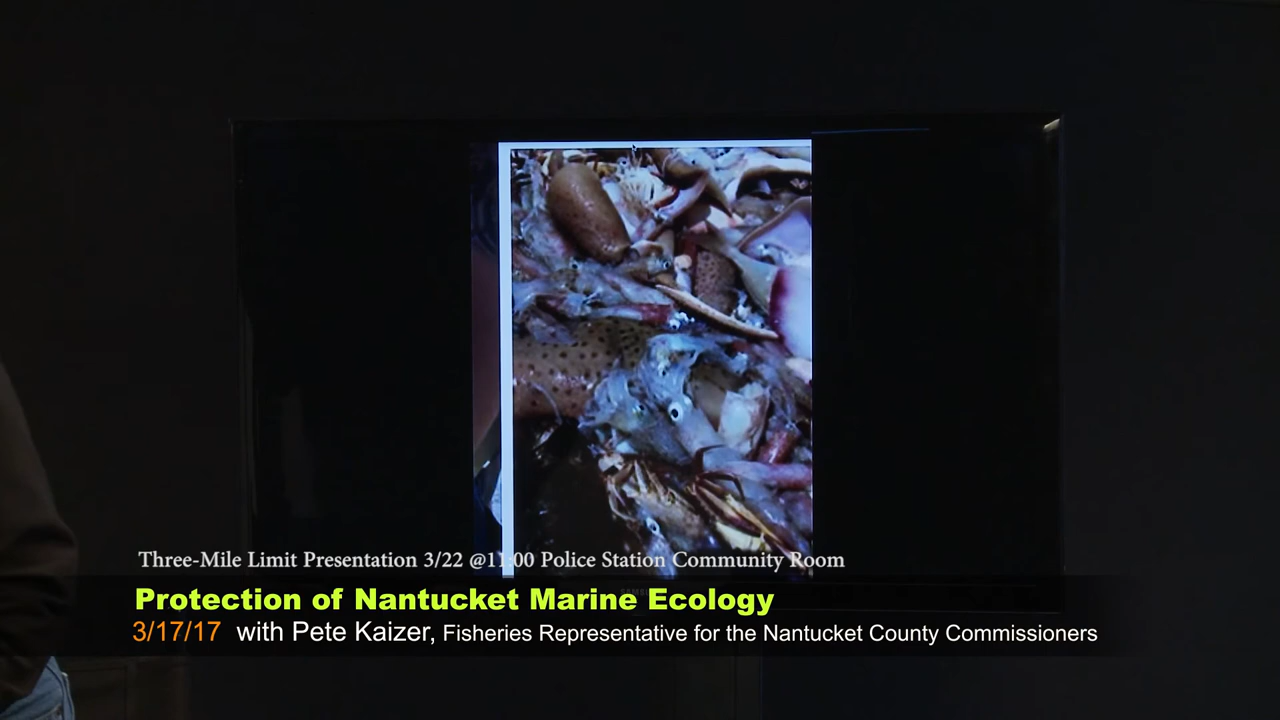 Three-Mile Limit Presentation 3/22 @11:00 Police Station Community Room
Protection of Nantucket Marine Ecology
3/17/17 with Pete Kaizer, Fisheries Representative for the Nantucket County Commissioners